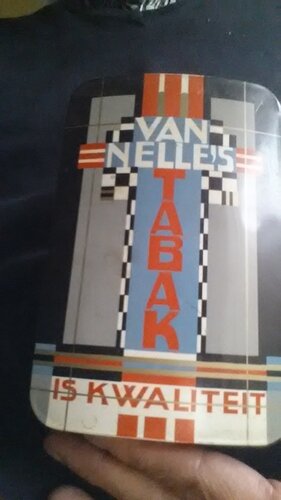 VAN
NELLE'S
TABAK
IS KWALITEIT